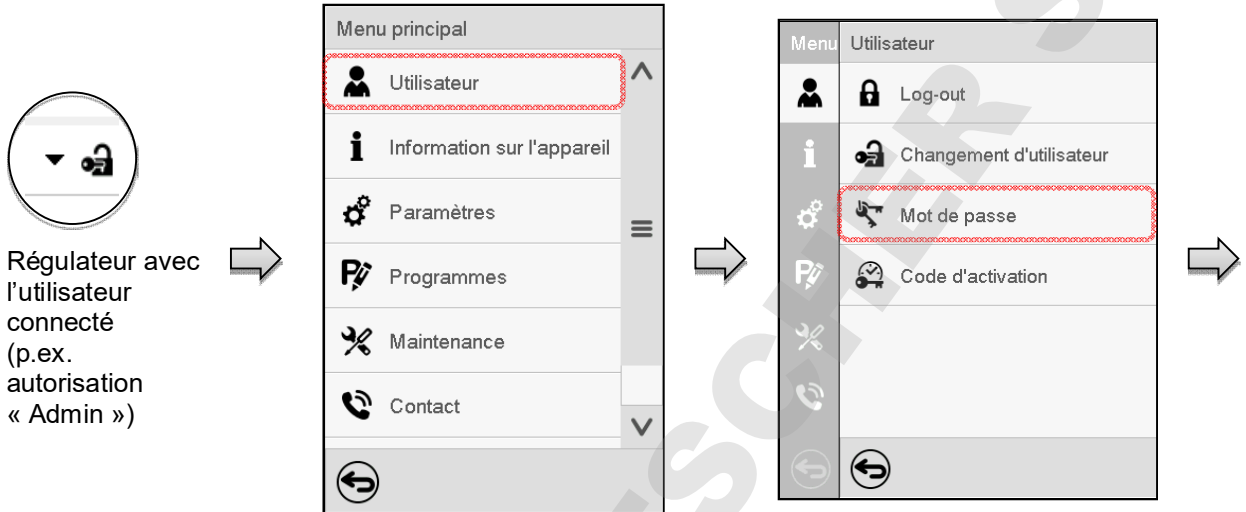 Régulateur avec
l'utilisateur
connecté
(p.ex.
autorisation
« Admin »)
Menu principal
Utilisateur
Information sur l'appareil
Paramètres
Programmes
Maintenance
Contact
Menu
Utilisateur
Log-out
Changement d'utilisateur
Mot de passe
Code d'activation